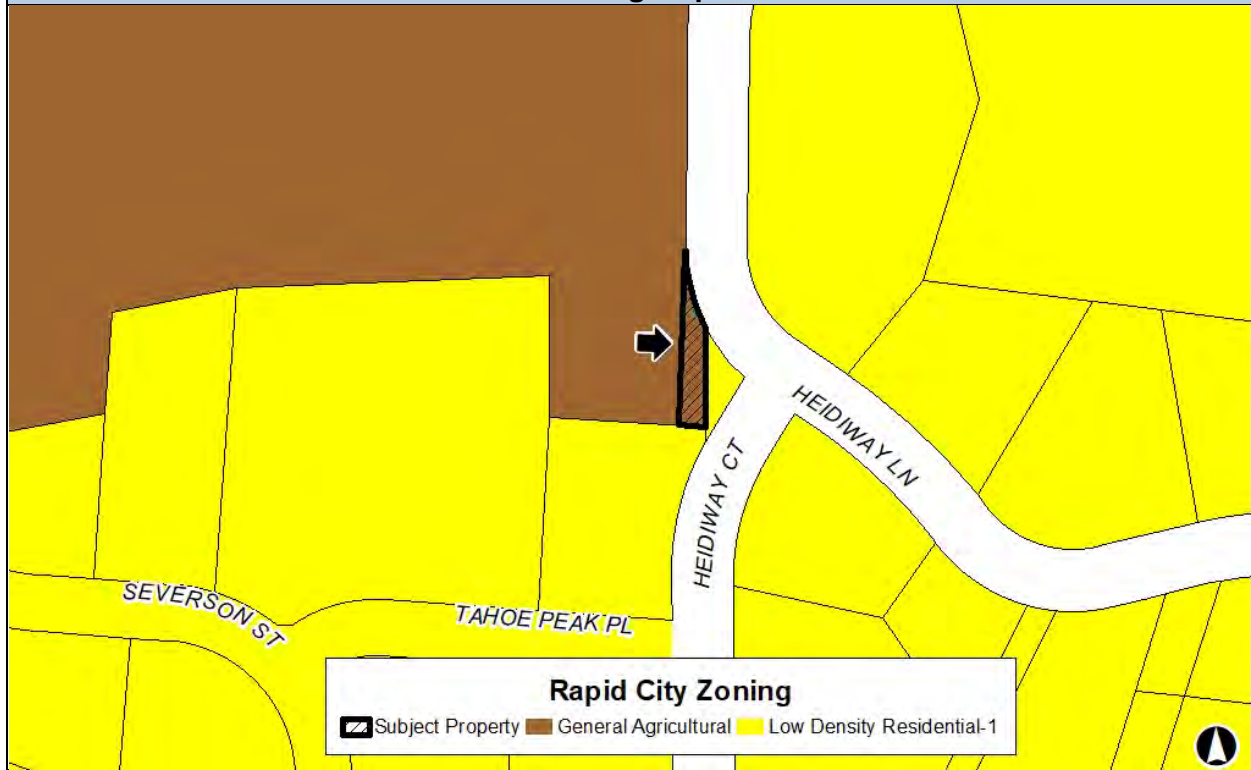 HEIDIWAY LN
HEIDIWAY CT
SEVERSON ST
TAHOE PEAK PL
Rapid City Zoning
Subject Property General Agricultural Low Density Residential-1